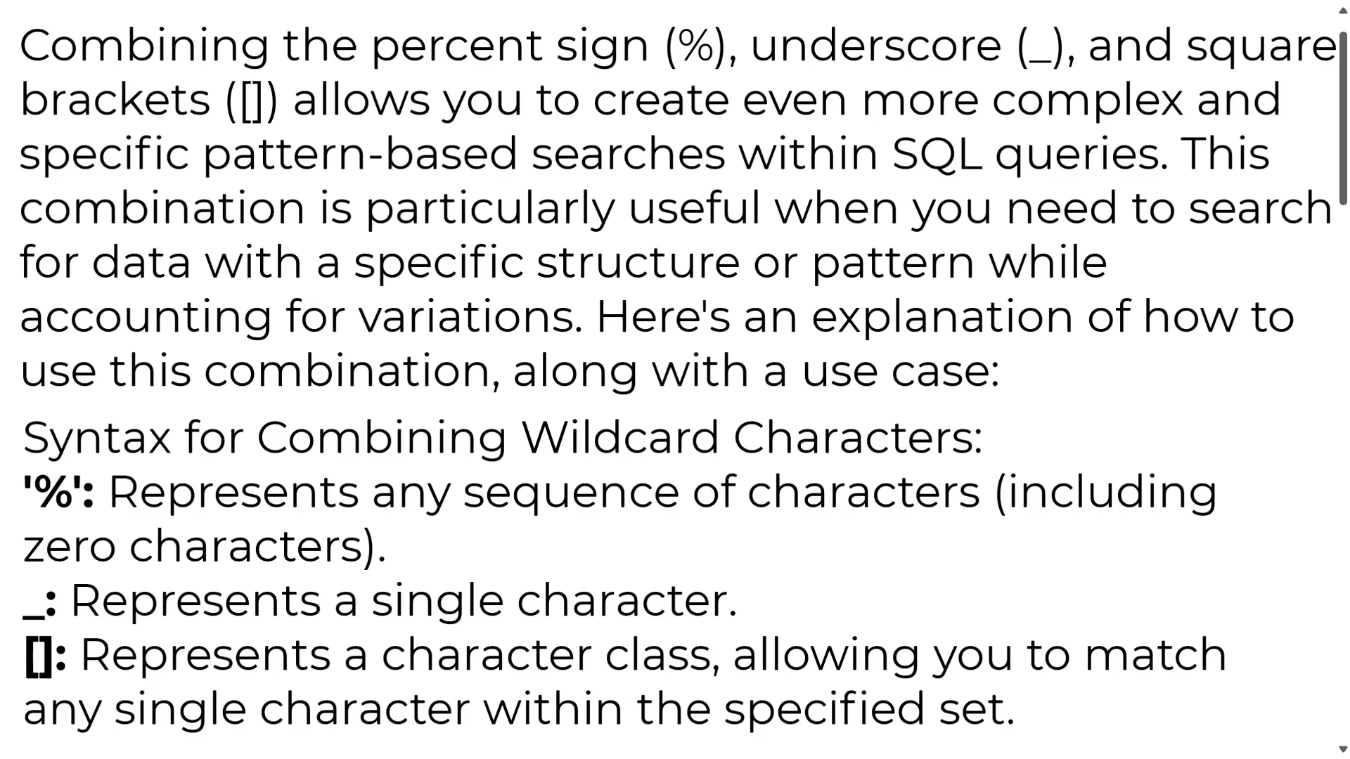 Combining the percent sign (%), underscore (_), and square
brackets ([]) allows you to create even more complex and
specific pattern-based searches within SQL queries. This
combination is particularly useful when you need to search
for data with a specific structure or pattern while
accounting for variations. Here's an explanation of how to
use this combination, along with a use case:
Syntax for Combining Wildcard Characters:
'%': Represents any sequence of characters (including
zero characters).
_: Represents a single character.
[]: Represents a character class, allowing you to match
any single character within the specified set.